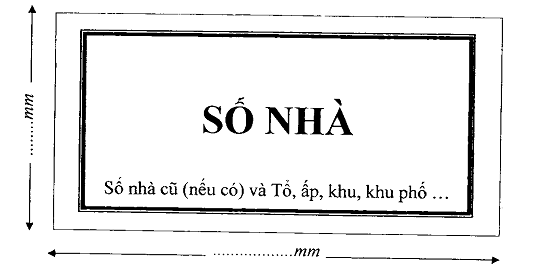 .........mm
SỐ NHÀ
Số nhà cũ (nếu có) và Tổ, ấp, khu, khu phố ...
..................mm